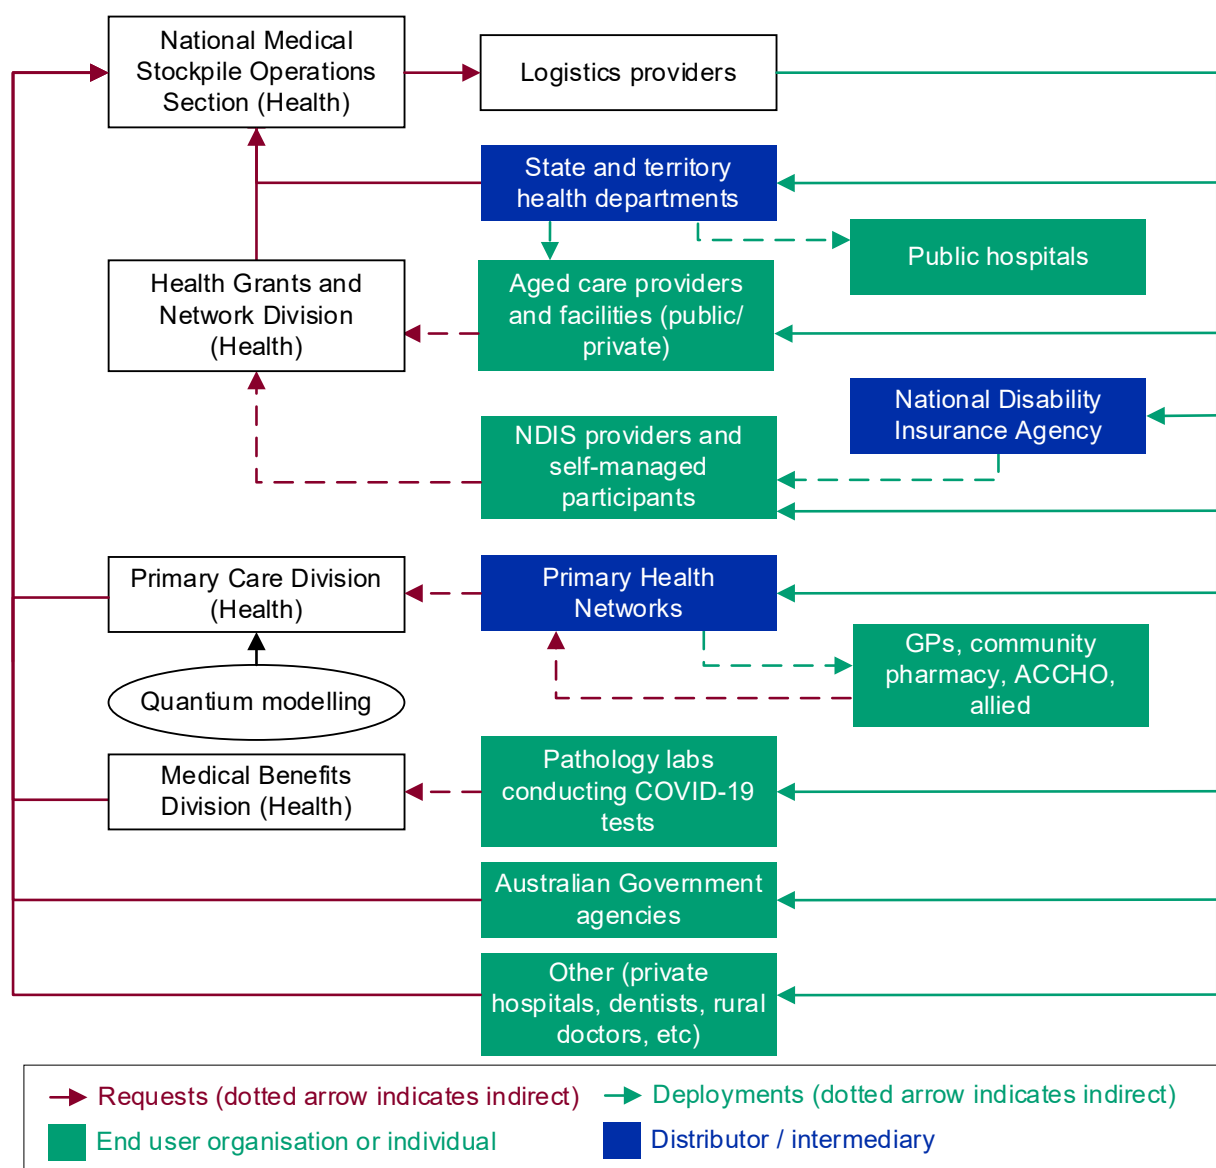 National Medical
Stockpile Operations
Section (Health)
Logistics providers
State and territory
health departments
Public hospitals
Health Grants and
Network Division
(Health)
Aged care providers
and facilities (public/
private)
National Disability
Insurance Agency
NDIS providers and
self-managed
participants
Primary Care Division
(Health)
Primary Health
Networks
GPs, community
pharmacy, ACCHO,
allied
Quantium modelling
Medical Benefits
Division (Health)
Pathology labs
conducting COVID-19
tests
Australian Government
agencies
Other (private
hospitals, dentists, rural
doctors, etc)
Requests (dotted arrow indicates indirect)
Deployments (dotted arrow indicates indirect)
End user organisation or individual
Distributor / intermediary